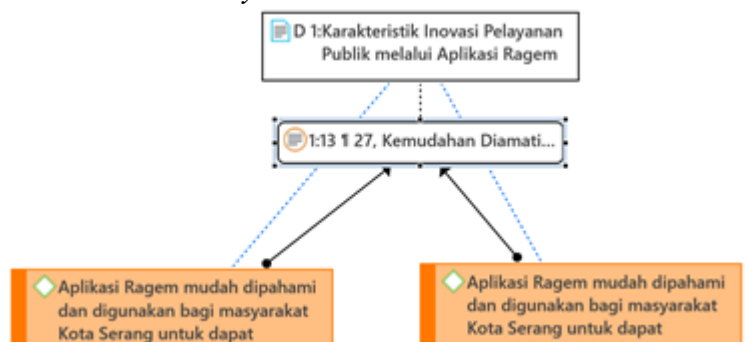 D 1:Karakteristik Inovasi Pelayanan
Publik melalui Aplikasi Ragem
1:13 ¶ 27, Kemudahan Diamati...
Aplikasi Ragem mudah dipahami
dan digunakan bagi masyarakat
Kota Serang untuk dapat
Aplikasi Ragem mudah dipahami
dan digunakan bagi masyarakat
Kota Serang untuk dapat